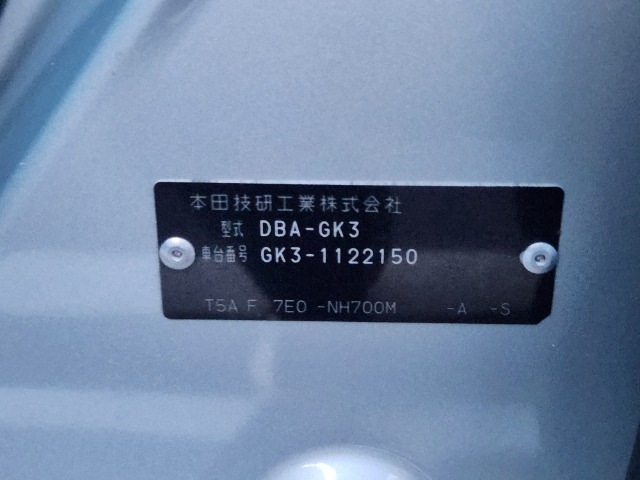 本田技研工業株式会社
型式 DBA-GK3
車台番号 GK3-1122150
T5A F 7E0 -NH700M -A -S